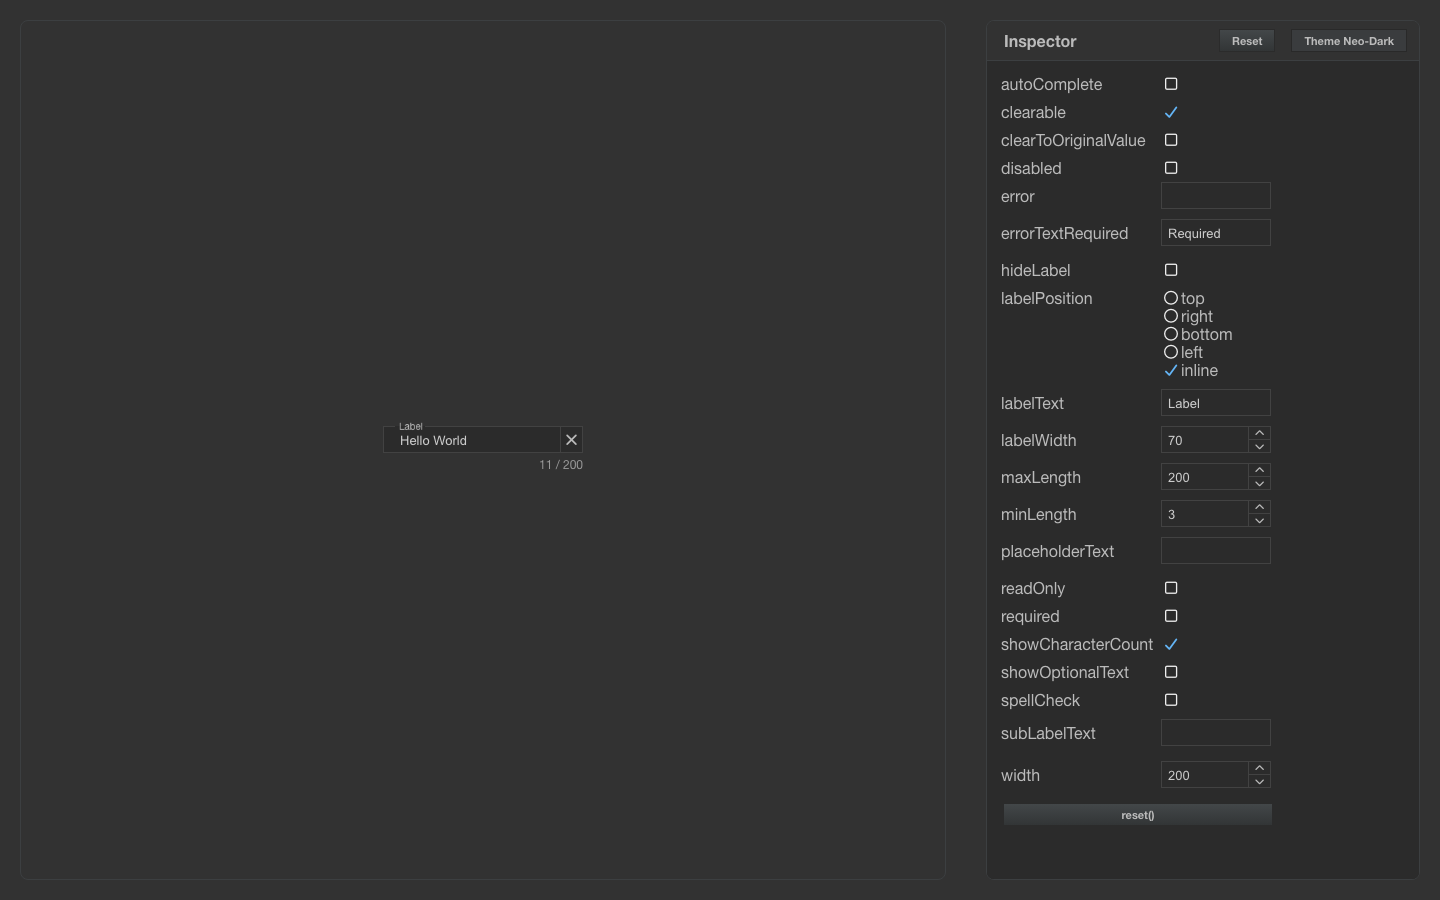 Label
Hello World
11 / 200
Inspector
Reset
Theme Neo-Dark
autoComplete
clearable
clearToOriginalValue
disabled
error
errorTextRequired Required
hideLabel
labelPosition top
right
bottom
left
inline
labelText Label
labelWidth 70
maxLength 200
minLength 3
placeholderText
readOnly
required
showCharacterCount
showOptionalText
spellCheck
subLabelText
width 200
reset()